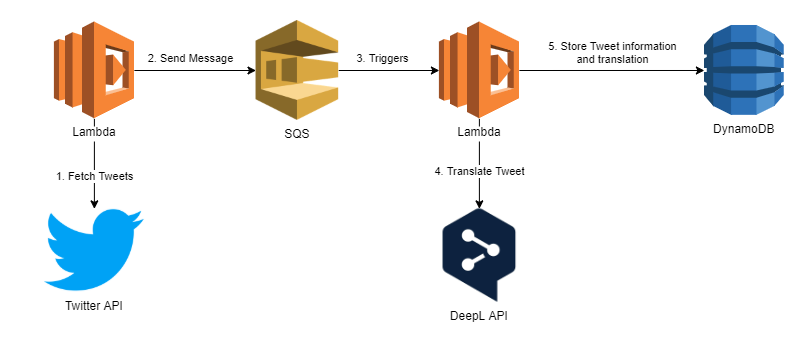 2. Send Message
3. Triggers
5. Store Tweet information
and translation
Lambda
SQS
Lambda
DynamoDB
1. Fetch Tweets
4. Translate Tweet
Twitter API
DeepL API